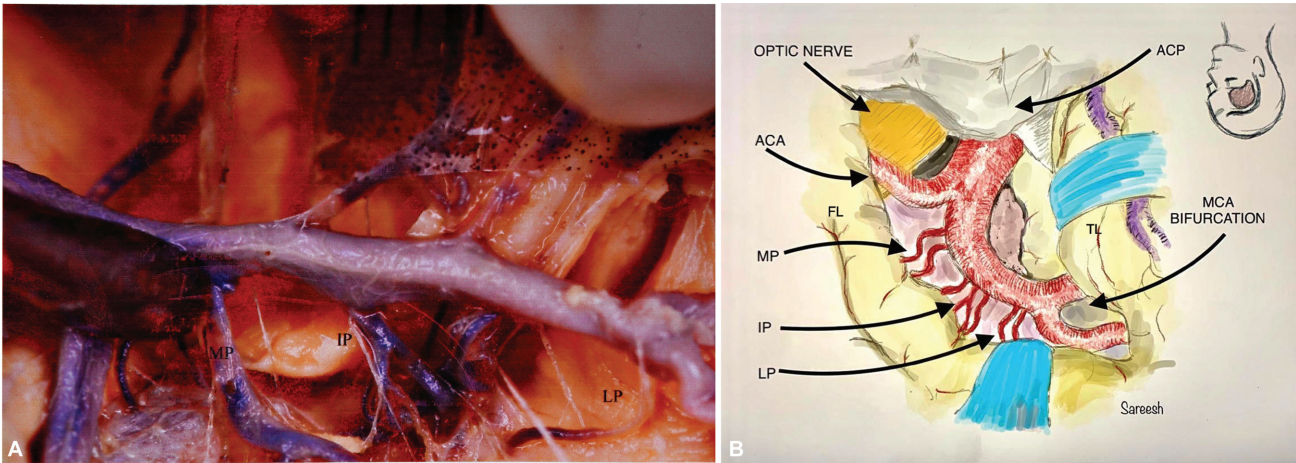 MP
IP
LP
A
OPTIC NERVE
ACP
ACA
FL
MCA
BIFURCATION
TL
MP
IP
LP
Sareesh
B